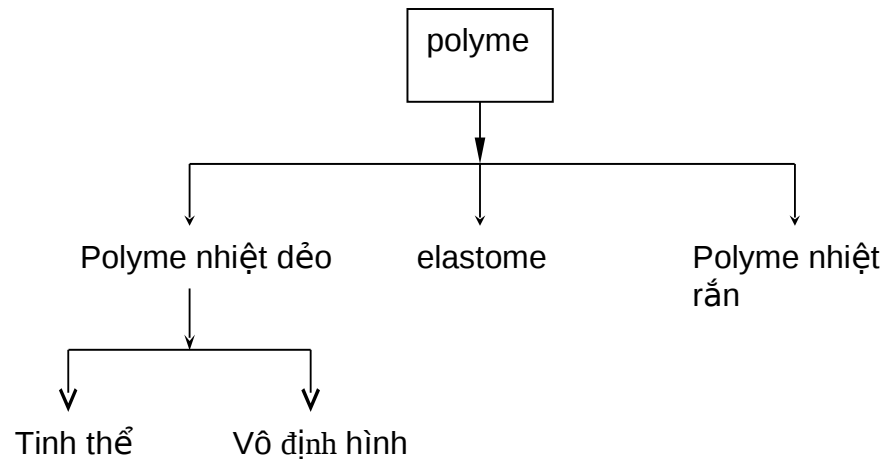 polyme
Polyme nhiệt dẻo
elastome
Polyme nhiệt
rắn
Tinh thể
Vô định hình